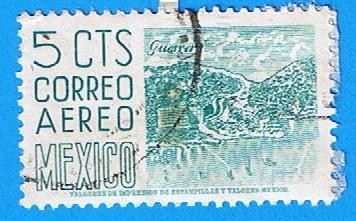 5 CTS
CORREO
AEREO
MEXICO
TALLERES DE IMPRESION DE ESTAMPILLAS Y VALORES-MEXICO.